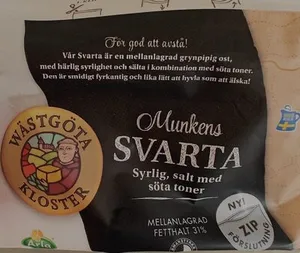 För god att avstå!
Vår Svarta är en mellanlagrad grynpipig ost,
med härlig syrlighet och sälta i kombination med söta toner.
Den är smidigt fyrkantig och lika lätt att hyvla som att älska!
WÄSTGÖTA
KLOSTER
Munkens
SVARTA
Syrlig, salt med
söta toner
MELLANLAGRAD
FETTHALT 31%
NY!
ZIP
FÖRSLUTNING
Arla